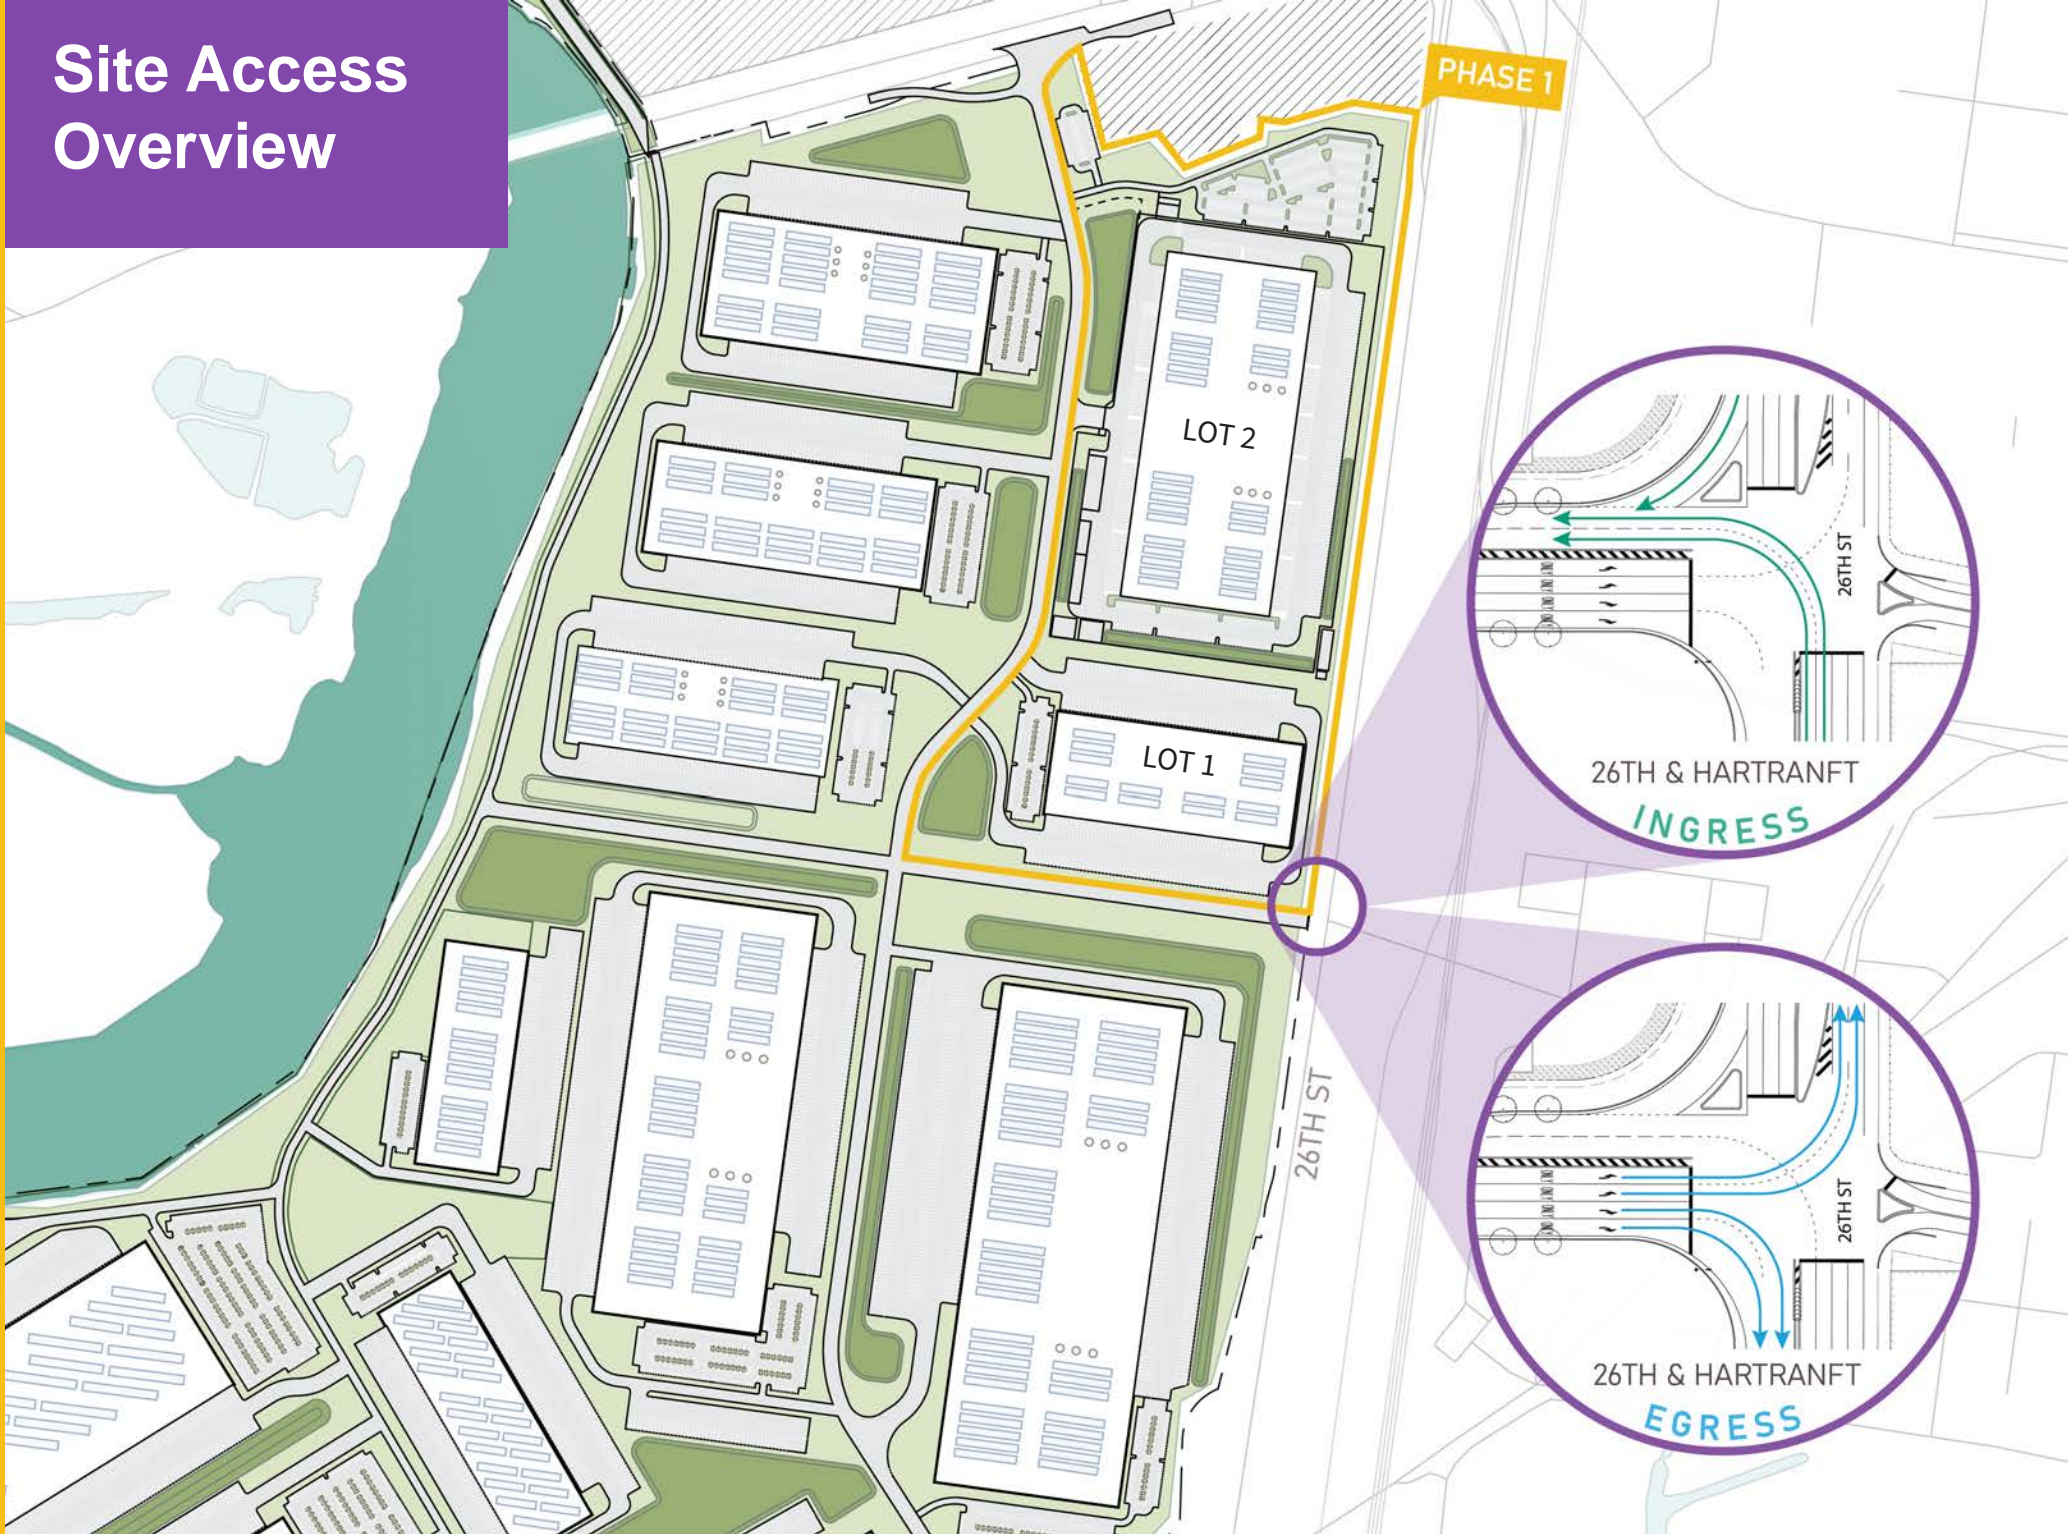 Site Access
Overview
PHASE 1
LOT 2
LOT 1
26TH ST
26TH ST
26TH & HARTRANFT
INGRESS
26TH ST
26TH & HARTRANFT
EGRESS